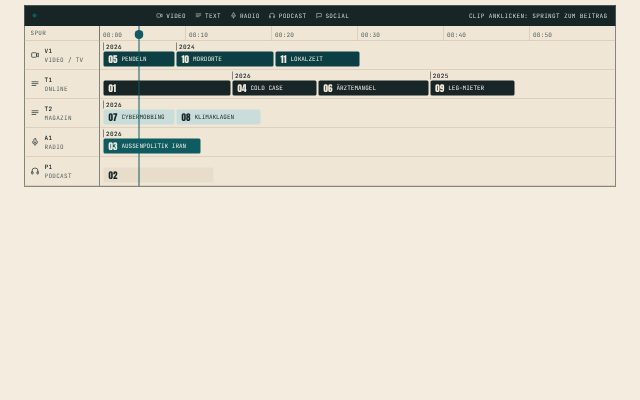 VIDEO TEXT RADIO PODCAST SOCIAL CLIP ANKLICKEN: SPRINGT ZUM BEITRAG
SPUR 00:00 00:10 00:20 00:30 00:40 00:50
2026 2024
V1 VIDEO / TV
05 PENDELN 10 MORDORTE 11 LOKALZEIT
2026 2025
T1 ONLINE
01 04 COLD CASE 06 ÄRZTEMANGEL 09 LEG-MIETER
2026
T2 MAGAZIN
07 CYBERMOBBING 08 KLIMAKLAGEN
2026
A1 RADIO
03 AUSSENPOLITIK IRAN
P1 PODCAST
02